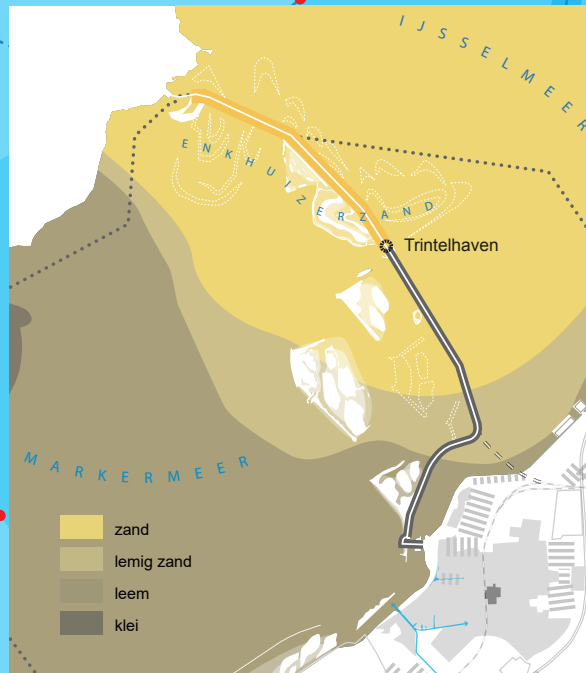 IJSSELMEER
ENKHUIZERZAND
Trintelhaven
MARKERMEER
zand
lemig zand
leem
klei